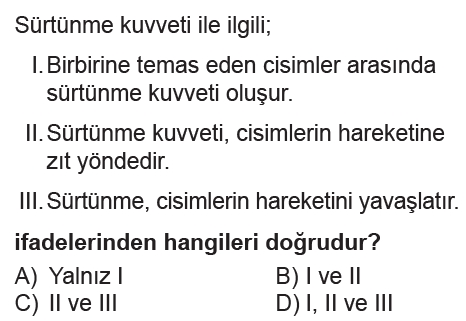 Sürtünme kuvveti ile ilgili;
I. Birbirine temas eden cisimler arasında
sürtünme kuvveti oluşur.
II. Sürtünme kuvveti, cisimlerin hareketine
zıt yöndedir.
III. Sürtünme, cisimlerin hareketini yavaşlatır.
ifadelerinden hangileri doğrudur?
A) Yalnız I B) I ve II
C) II ve III D) I, II ve III